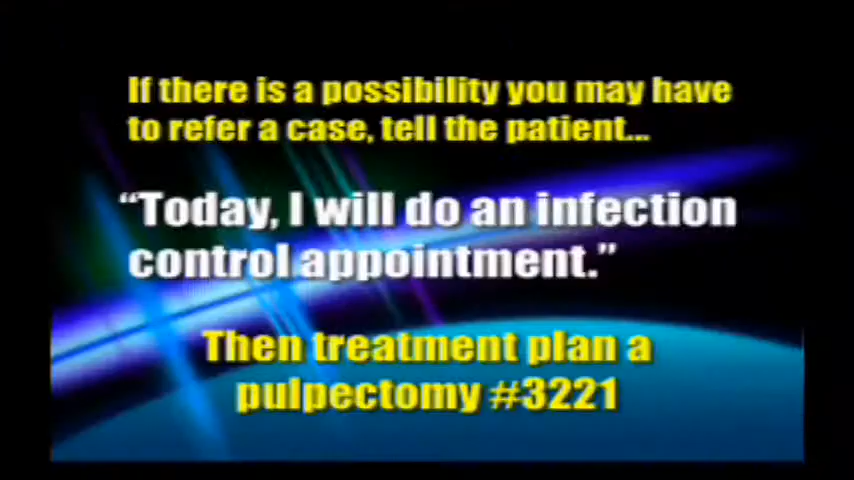 If there is a possibility you may have
to refer a case, tell the patient...
“Today, I will do an infection
control appointment.”
Then treatment plan a
pulpectomy #3221